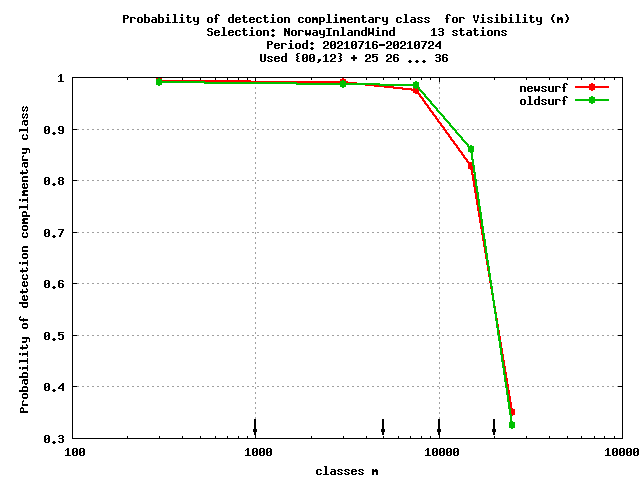 Probability of detection complimentary class  for Visibility (m)
Selection: NorwayInlandWind     13 stations
Period: 20210716-20210724
Used {00,12} + 25 26 ... 36
newsurf
oldsurf
Probability of detection complimentary class
1
0.9
0.8
0.7
0.6
0.5
0.4
0.3
100 1000 10000 10000
classes m